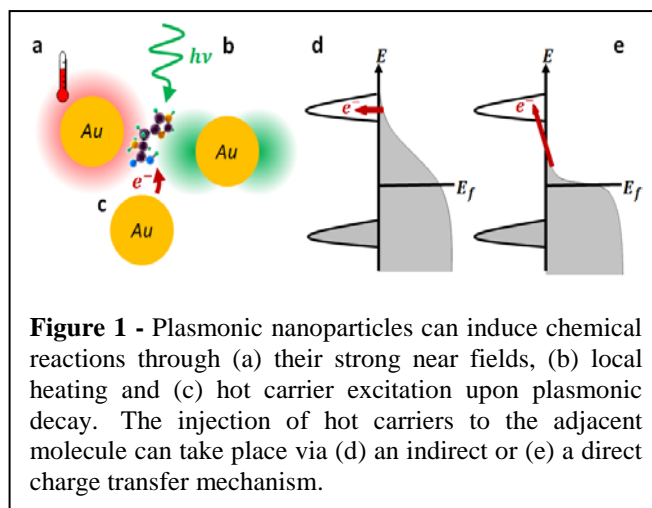 a
hν
b
d
E
e
E
Au
e⁻
e⁻
Au
e⁻
c
Au
E_f
E_f
Figure 1 - Plasmonic nanoparticles can induce chemical
reactions through (a) their strong near fields, (b) local
heating and (c) hot carrier excitation upon plasmonic
decay. The injection of hot carriers to the adjacent
molecule can take place via (d) an indirect or (e) a direct
charge transfer mechanism.